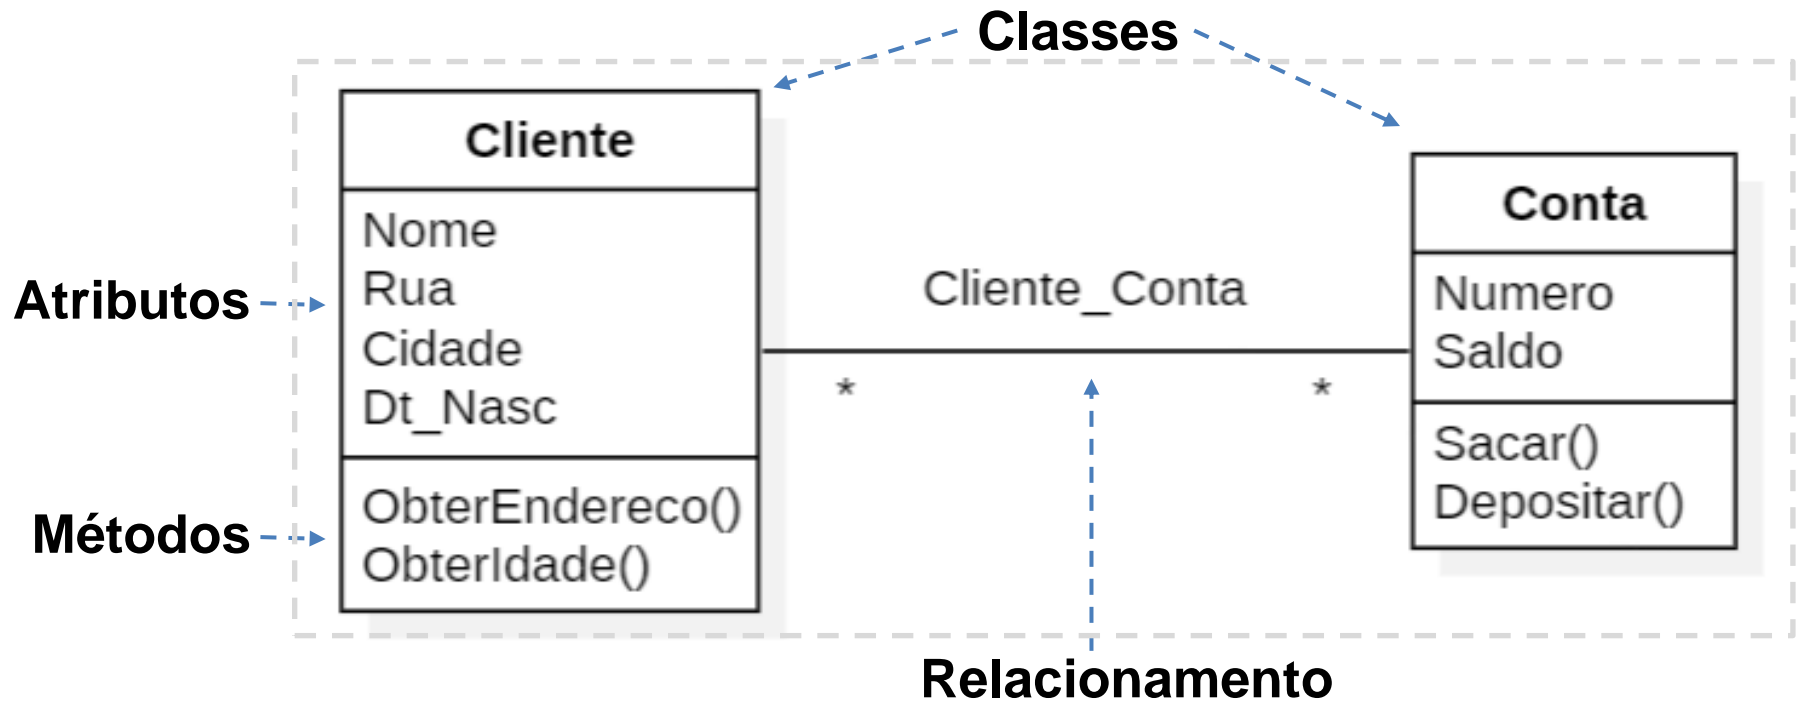 Classes
Cliente
Nome
Rua
Cidade
Dt_Nasc
ObterEndereco()
ObterIdade()
Atributos
Métodos
Cliente_Conta
* *
Conta
Numero
Saldo
Sacar()
Depositar()
Relacionamento